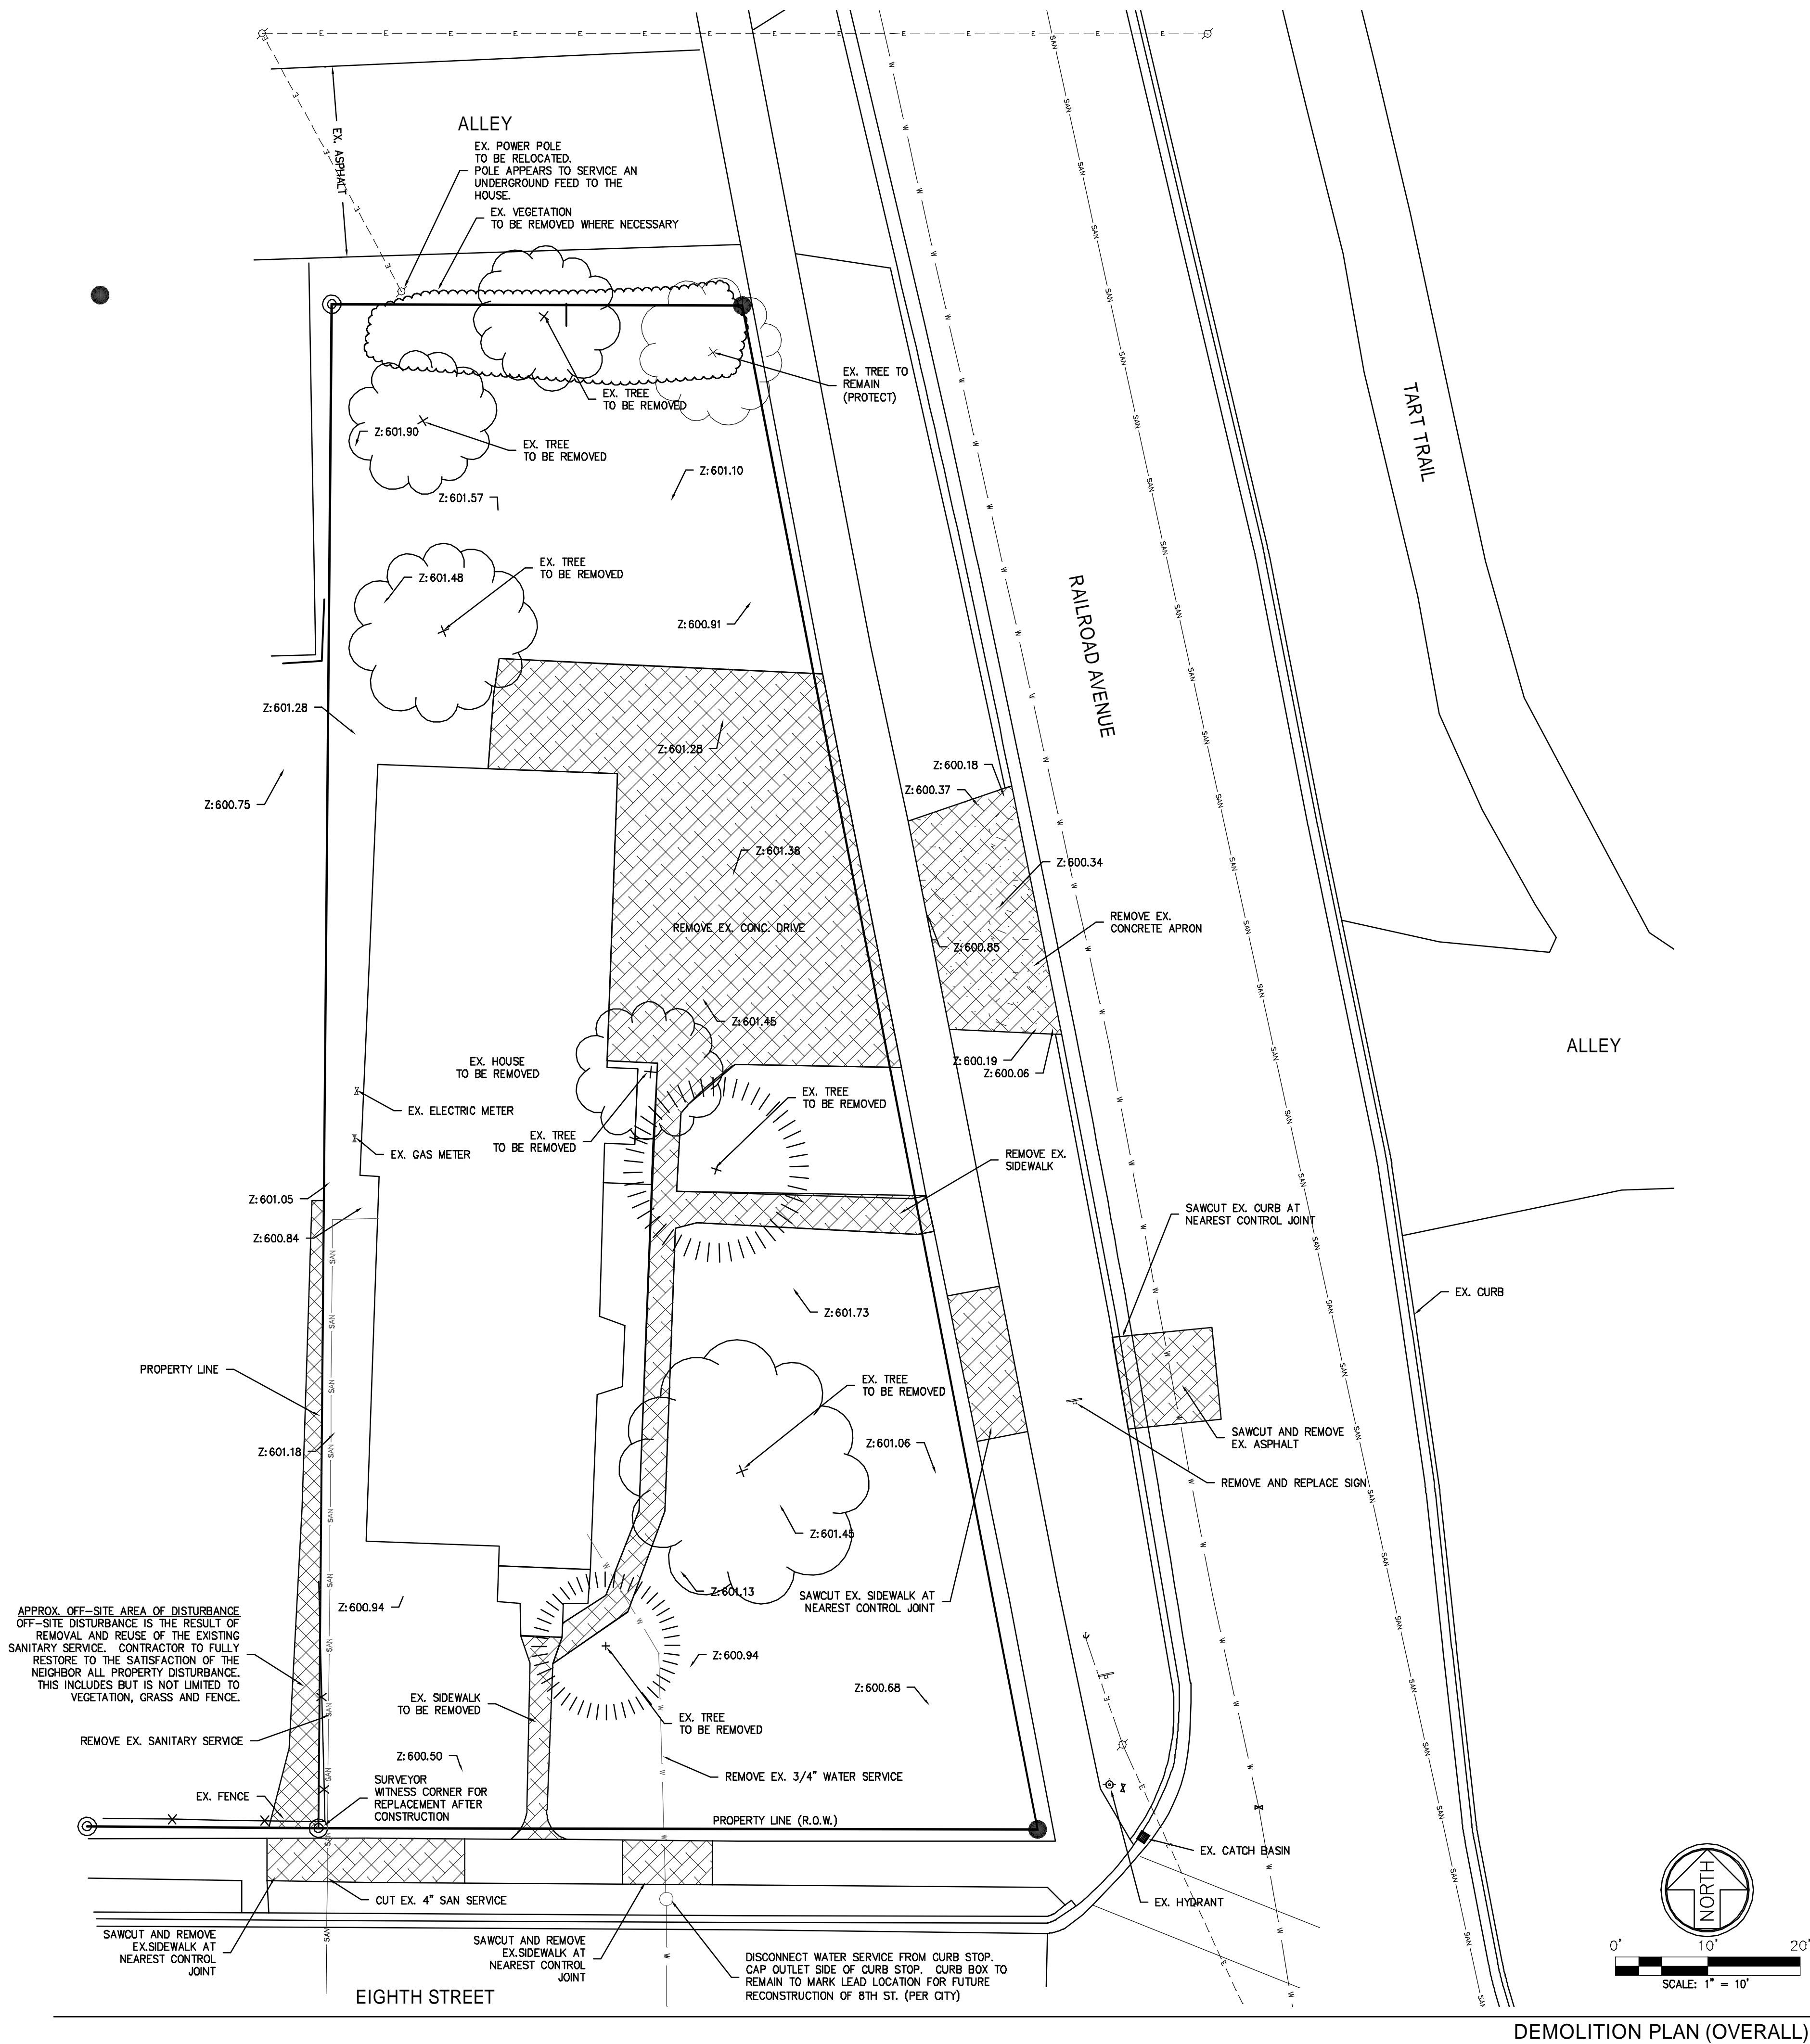 ALLEY
EX. ASPHALT
EX. POWER POLE
TO BE RELOCATED.
POLE APPEARS TO SERVICE AN
UNDERGROUND FEED TO THE
HOUSE.
EX. VEGETATION
TO BE REMOVED WHERE NECESSARY
EX. TREE TO
REMAIN
(PROTECT)
EX. TREE
TO BE REMOVED
TART TRAIL
Z:601.90
EX. TREE
TO BE REMOVED
Z:601.10
Z:601.57
EX. TREE
TO BE REMOVED
Z:601.48
Z:600.91
RAILROAD AVENUE
Z:601.28
Z:601.28
Z:600.18
Z:600.37
Z:600.75
Z:601.38
Z:600.34
REMOVE EX. CONC. DRIVE
REMOVE EX.
CONCRETE APRON
Z:600.85
Z:601.45
ALLEY
EX. HOUSE
TO BE REMOVED
Z:600.19
Z:600.06
EX. TREE
TO BE REMOVED
EX. ELECTRIC METER
EX. TREE
TO BE REMOVED
EX. GAS METER
REMOVE EX.
SIDEWALK
Z:601.05
Z:600.84
SAWCUT EX. CURB AT
NEAREST CONTROL JOINT
EX. CURB
Z:601.73
PROPERTY LINE
EX. TREE
TO BE REMOVED
Z:601.18
Z:601.06
SAWCUT AND REMOVE
EX. ASPHALT
REMOVE AND REPLACE SIGN
Z:601.45
Z:601.13
SAWCUT EX. SIDEWALK AT
NEAREST CONTROL JOINT
Z:600.94
APPROX. OFF-SITE AREA OF DISTURBANCE
OFF-SITE DISTURBANCE IS THE RESULT OF
REMOVAL AND REUSE OF THE EXISTING
SANITARY SERVICE. CONTRACTOR TO FULLY
RESTORE TO THE SATISFACTION OF THE
NEIGHBOR ALL PROPERTY DISTURBANCE.
THIS INCLUDES BUT IS NOT LIMITED TO
VEGETATION, GRASS AND FENCE.
Z:600.94
Z:600.68
EX. SIDEWALK
TO BE REMOVED
EX. TREE
TO BE REMOVED
REMOVE EX. SANITARY SERVICE
Z:600.50
SURVEYOR
WITNESS CORNER FOR
REPLACEMENT AFTER
CONSTRUCTION
REMOVE EX. 3/4" WATER SERVICE
EX. FENCE
PROPERTY LINE (R.O.W.)
EX. CATCH BASIN
EX. HYDRANT
CUT EX. 4" SAN SERVICE
SAWCUT AND REMOVE
EX.SIDEWALK AT
NEAREST CONTROL
JOINT
SAWCUT AND REMOVE
EX.SIDEWALK AT
NEAREST CONTROL
JOINT
DISCONNECT WATER SERVICE FROM CURB STOP.
CAP OUTLET SIDE OF CURB STOP. CURB BOX TO
REMAIN TO MARK LEAD LOCATION FOR FUTURE
RECONSTRUCTION OF 8TH ST. (PER CITY)
EIGHTH STREET
NORTH
0' 10' 20'
SCALE: 1" = 10'
DEMOLITION PLAN (OVERALL)